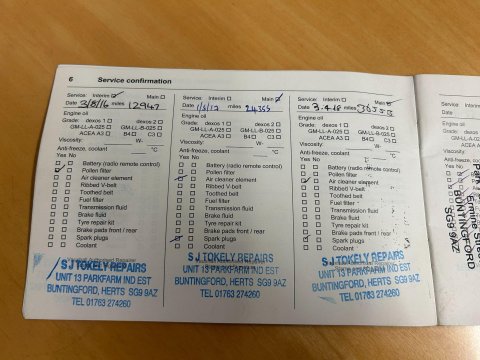 6 Service confirmation
Service: Interim ☑ Main ☐
Date 3/8/16 miles 12947
Engine oil
Grade: dexos 1 ☐ dexos 2 ☐
GM-LL-A-025 ☐ GM-LL-B-025 ☐
ACEA A3 ☐ B4 ☐ C3 ☐
Viscosity: W-
Anti-freeze, coolant °C
Yes No
Battery (radio remote control)
Pollen filter
Air cleaner element
Ribbed V-belt
Toothed belt
Fuel filter
Transmission fluid
Brake fluid
Tyre repair kit
Brake pads front / rear
Spark plugs
Coolant
S J TOKELY REPAIRS
UNIT 13 PARKFARM IND EST
BUNTINGFORD, HERTS SG9 9AZ
TEL 01763 274260
Service: Interim ☐ Main ☑
Date 1/5/17 miles 24355
Engine oil
Grade: dexos 1 ☐ dexos 2 ☐
GM-LL-A-025 ☐ GM-LL-B-025 ☐
ACEA A3 ☐ B4 ☐ C3 ☐
Viscosity: W-
Anti-freeze, coolant °C
Yes No
Battery (radio remote control)
Pollen filter
Air cleaner element
Ribbed V-belt
Toothed belt
Fuel filter
Transmission fluid
Brake fluid
Tyre repair kit
Brake pads front / rear
Spark plugs
Coolant
S J TOKELY REPAIRS
UNIT 13 PARKFARM IND EST
BUNTINGFORD, HERTS SG9 9AZ
TEL 01763 274260
Service: Interim ☐ Main ☑
Date 3.4.18 miles
Engine oil
Grade: dexos 1 ☐ dexos 2 ☐
GM-LL-A-025 ☐ GM-LL-B-025 ☐
ACEA A3 ☐ B4 ☐ C3 ☐
Viscosity: W-
Anti-freeze, coolant °C
Yes No
Battery (radio remote control)
Pollen filter
Air cleaner element
Ribbed V-belt
Toothed belt
Fuel filter
Transmission fluid
Brake fluid
Tyre repair kit
Brake pads front / rear
Spark plugs
Coolant
S J TOKELY REPAIRS
UNIT 13 PARKFARM IND EST
BUNTINGFORD, HERTS SG9 9AZ
TEL 01763 274260
Ermine Street
BUNTINGFORD
SG9 9AZ